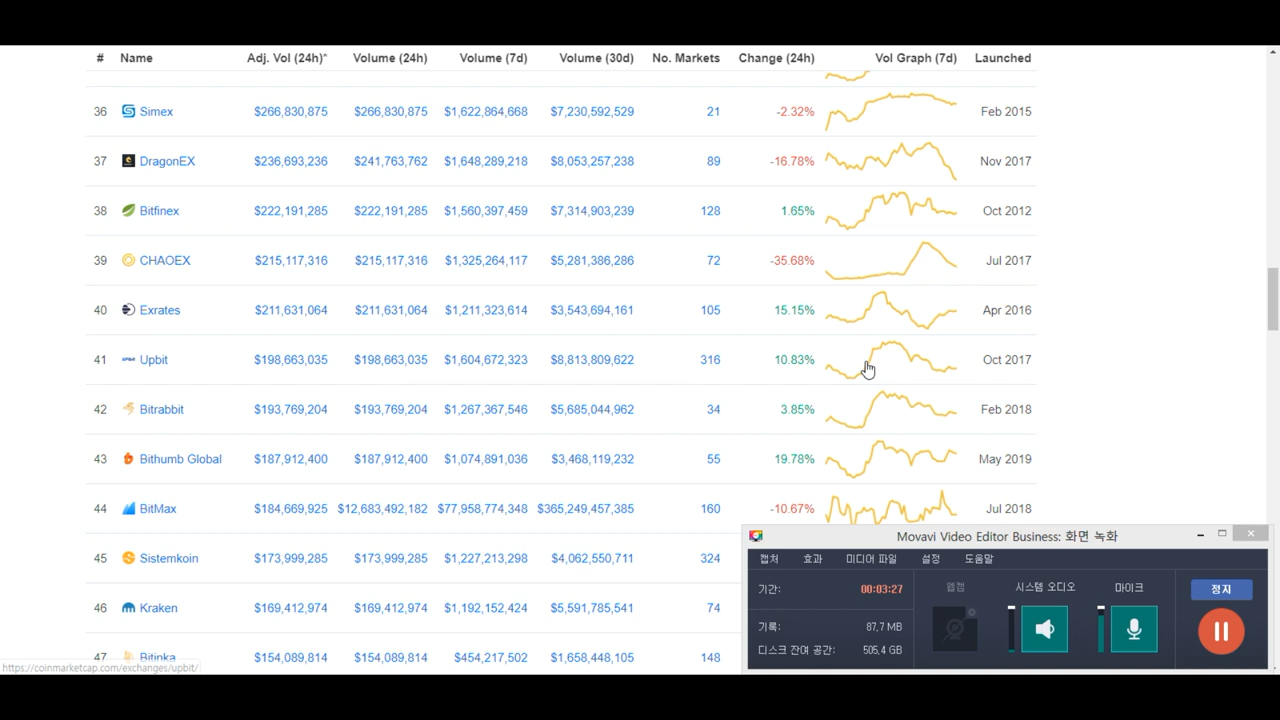 # Name Adj. Vol (24h)* Volume (24h) Volume (7d) Volume (30d) No. Markets Change (24h) Vol Graph (7d) Launched
36 Simex $266,830,875 $266,830,875 $1,622,864,668 $7,230,592,529 21 -2.32% Feb 2015
37 DragonEX $236,693,236 $241,763,762 $1,648,289,218 $8,053,257,238 89 -16.78% Nov 2017
38 Bitfinex $222,191,285 $222,191,285 $1,560,397,459 $7,314,903,239 128 1.65% Oct 2012
39 CHAOEX $215,117,316 $215,117,316 $1,325,264,117 $5,281,386,286 72 -35.68% Jul 2017
40 Exrates $211,631,064 $211,631,064 $1,211,323,614 $3,543,694,161 105 15.15% Apr 2016
41 Upbit $198,663,035 $198,663,035 $1,604,672,323 $8,813,809,622 316 10.83% Oct 2017
42 Bitrabbit $193,769,204 $193,769,204 $1,267,367,546 $5,685,044,962 34 3.85% Feb 2018
43 Bithumb Global $187,912,400 $187,912,400 $1,074,891,036 $3,468,119,232 55 19.78% May 2019
44 BitMax $184,669,925 $12,683,492,182 $77,958,774,348 $365,249,457,385 160 -10.67% Jul 2018
45 Sistemkoin $173,999,285 $173,999,285 $1,227,213,298 $4,062,550,711 324
46 Kraken $169,412,974 $169,412,974 $1,192,152,424 $5,591,785,541 74
47 Bitinka $154,089,814 $154,089,814 $454,217,502 $1,658,448,105 148
https://coinmarketcap.com/exchanges/upbit/
Movavi Video Editor Business: 화면 녹화
캡처 효과 미디어 파일 설정 도움말
기간: 00:03:27
웹캠 시스템 오디오 마이크 정지
기록: 87,7 MB
디스크 잔여 공간: 505,4 GB